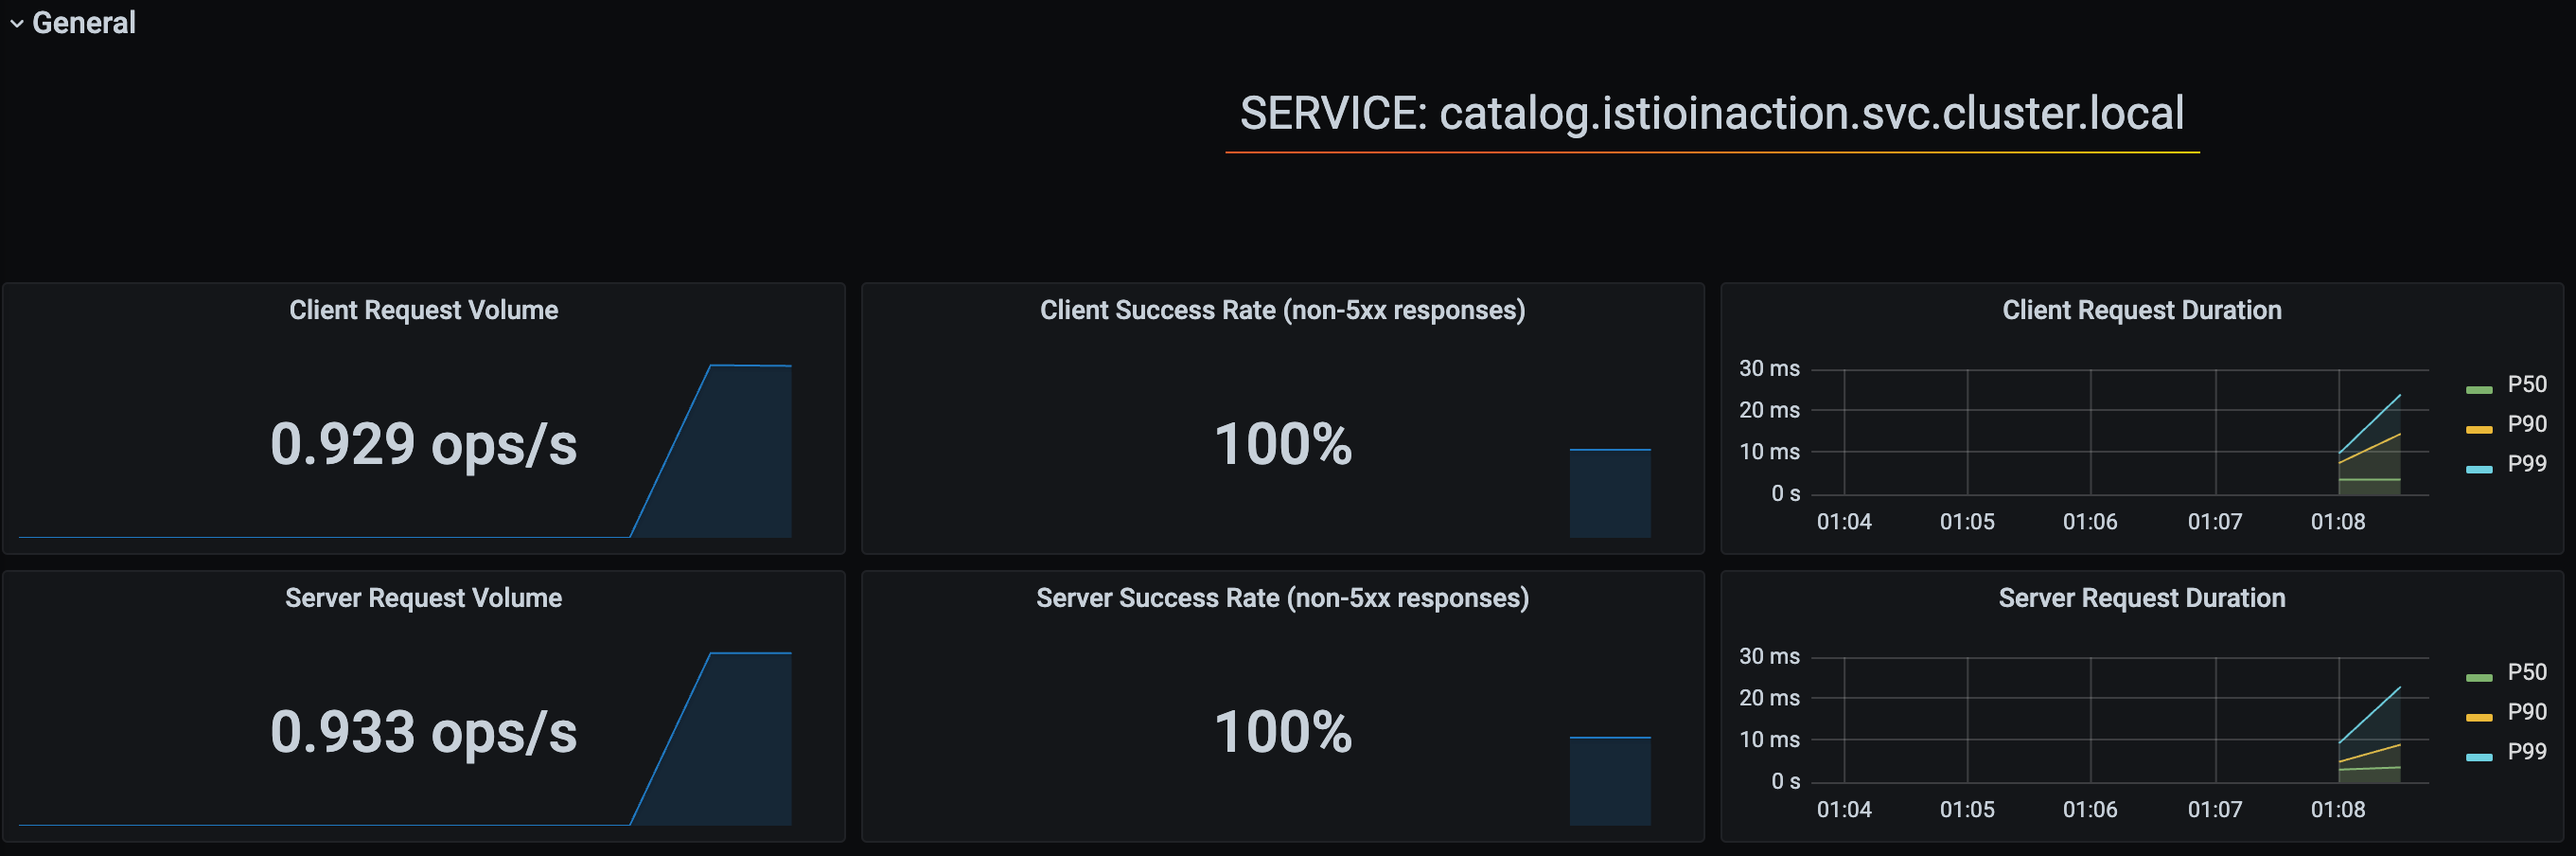 General
SERVICE: catalog.istioinaction.svc.cluster.local
Client Request Volume
0.929 ops/s
Client Success Rate (non-5xx responses)
100%
Client Request Duration
30 ms
20 ms
10 ms
0 s
01:04 01:05 01:06 01:07 01:08
P50
P90
P99
Server Request Volume
0.933 ops/s
Server Success Rate (non-5xx responses)
100%
Server Request Duration
30 ms
20 ms
10 ms
0 s
01:04 01:05 01:06 01:07 01:08
P50
P90
P99